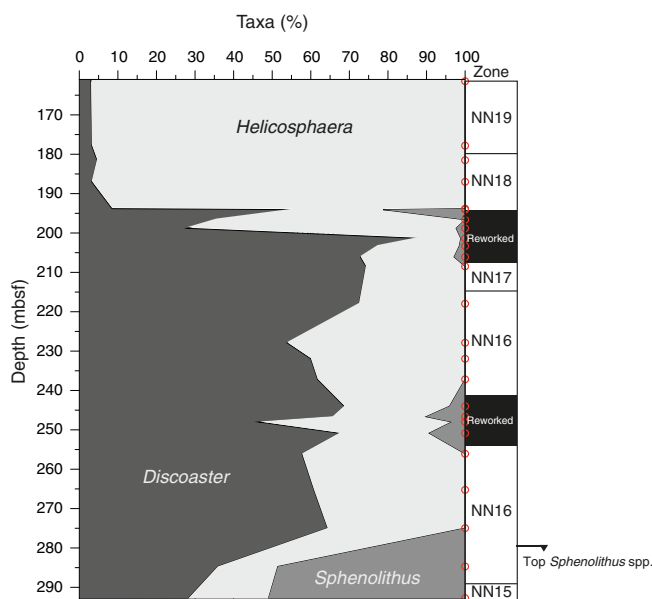 Taxa (%)
0 10 20 30 40 50 60 70 80 90 100
Zone
170
180
190
200
210
220
230
240
250
260
270
280
290
Depth (mbsf)
Helicosphaera
Discoaster
Sphenolithus
NN19
NN18
Reworked
NN17
NN16
Reworked
NN16
NN15
Top Sphenolithus spp.